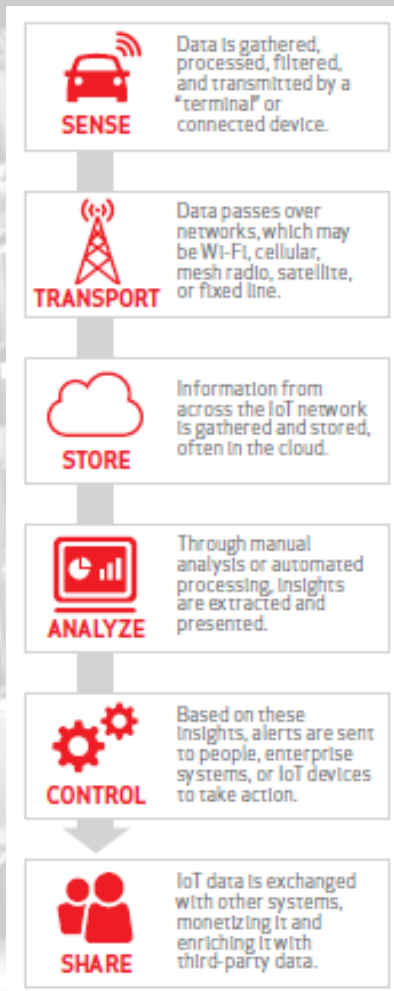 Data is gathered,
processed, filtered,
and transmitted by a
"terminal" or
connected device.
SENSE
Data passes over
networks, which may
be Wi-Fi, cellular,
mesh radio, satellite,
or fixed line.
TRANSPORT
Information from
across the IoT network
is gathered and stored,
often in the cloud.
STORE
Through manual
analysis or automated
processing, insights
are extracted and
presented.
ANALYZE
Based on these
insights, alerts are sent
to people, enterprise
systems, or IoT devices
to take action.
CONTROL
IoT data is exchanged
with other systems,
monetizing it and
enriching it with
third-party data.
SHARE